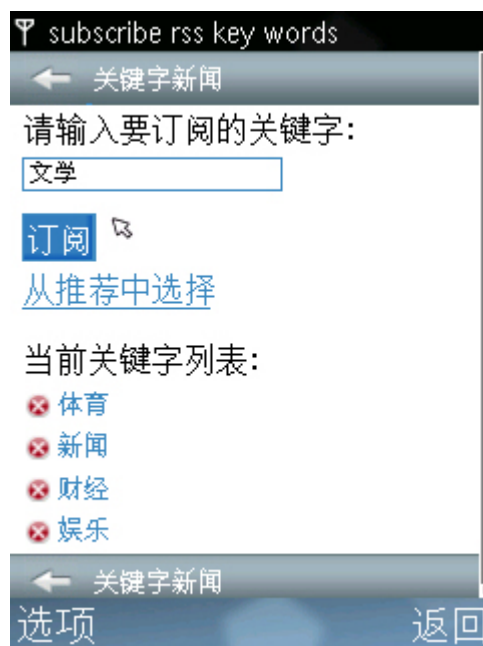 subscribe rss key words
关键字新闻
请输入要订阅的关键字:
文学
订阅
从推荐中选择
当前关键字列表:
体育
新闻
财经
娱乐
关键字新闻
选项 返回